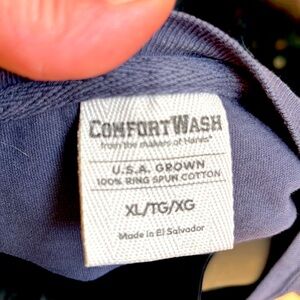 COMFORTWASH
from the makers of Hanes®
U.S.A. GROWN
100% RING SPUN COTTON
XL/TG/XG
Made in El Salvador